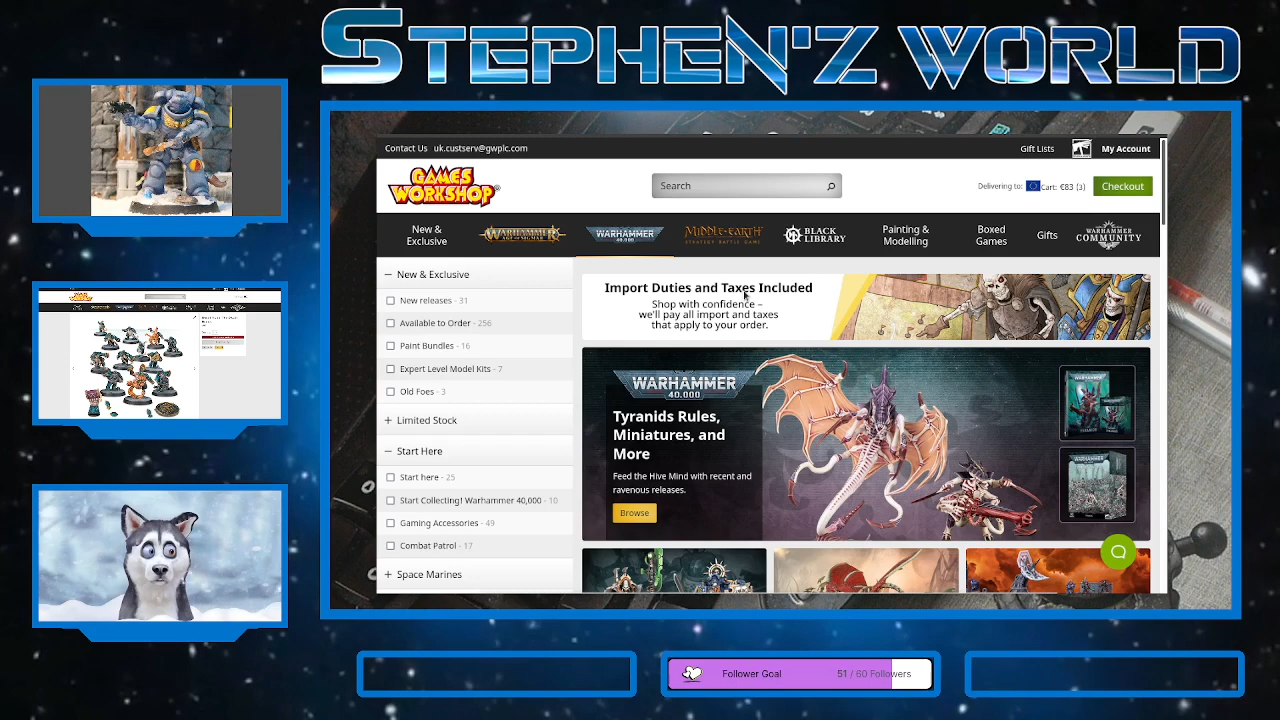 STEPHEN'Z WORLD
Contact Us uk.custserv@gwplc.com
Gift Lists
My Account
GAMES WORKSHOP®
Search
Delivering to:
Cart: €83 (3)
Checkout
New & Exclusive
WARHAMMER AGE OF SIGMAR
WARHAMMER 40,000
MIDDLE-EARTH STRATEGY BATTLE GAME
BLACK LIBRARY
Painting & Modelling
Boxed Games
Gifts
WARHAMMER COMMUNITY
New & Exclusive
New releases - 31
Available to Order - 256
Paint Bundles - 16
Expert Level Model Kits - 7
Old Foes - 3
+ Limited Stock
Start Here
Start here - 25
Start Collecting! Warhammer 40,000 - 10
Gaming Accessories - 49
Combat Patrol - 17
+ Space Marines
Import Duties and Taxes Included
Shop with confidence –
we'll pay all import and taxes
that apply to your order.
WARHAMMER
40,000
Tyranids Rules,
Miniatures, and
More
Feed the Hive Mind with recent and
ravenous releases.
Browse
Follower Goal
51 / 60 Followers